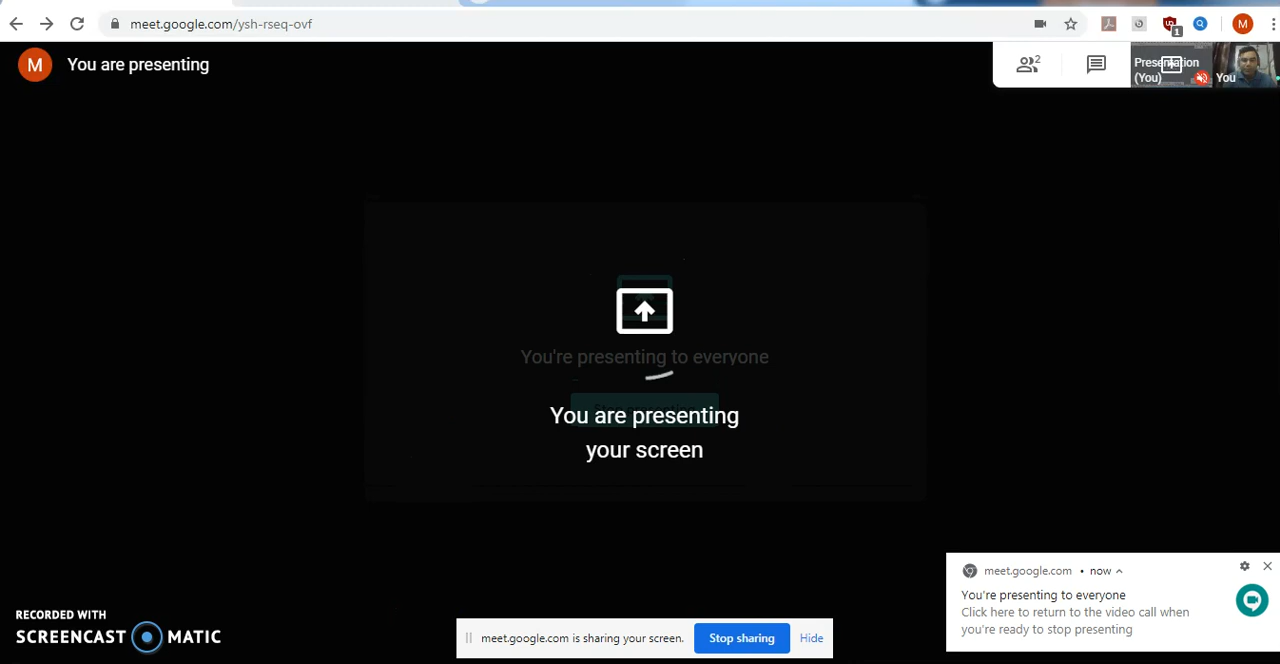 meet.google.com/ysh-rseq-ovf
1
M
M
You are presenting
2
Presentation
(You)
You
You're presenting to everyone
You are presenting
your screen
meet.google.com • now
You're presenting to everyone
Click here to return to the video call when
you're ready to stop presenting
RECORDED WITH
SCREENCAST MATIC
meet.google.com is sharing your screen.
Stop sharing
Hide